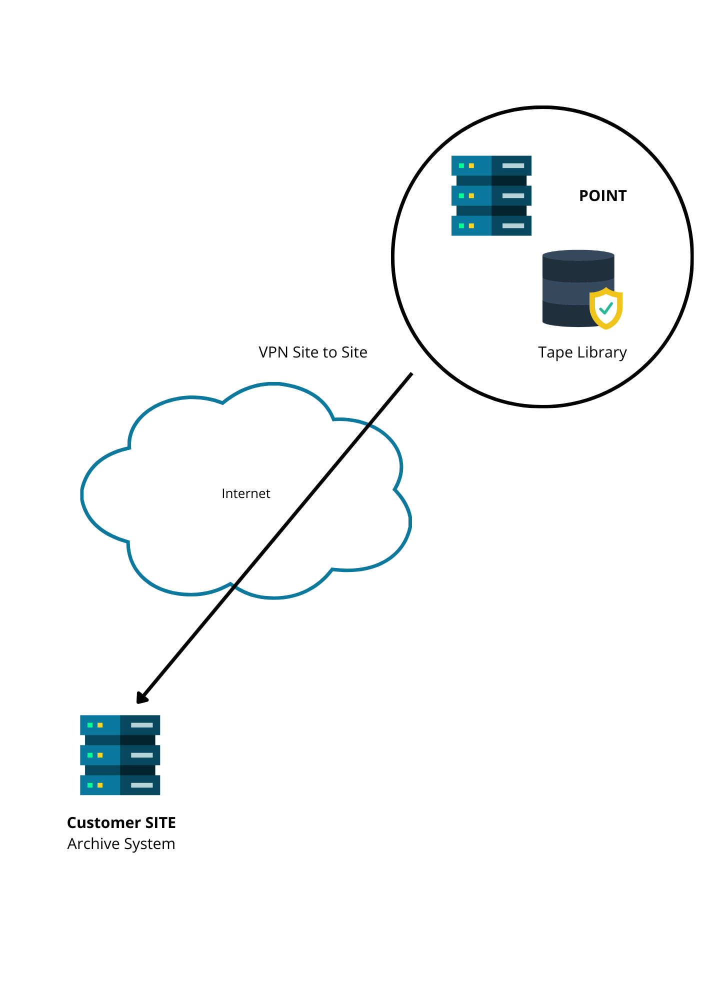 POINT
VPN Site to Site
Tape Library
Internet
Customer SITE
Archive System